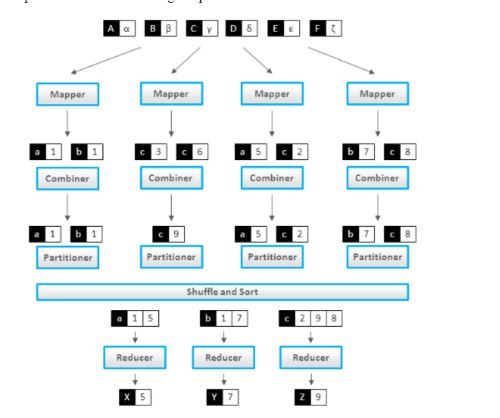 A α B β C γ D δ E ε F ζ
Mapper Mapper Mapper Mapper
a 1 b 1 c 3 c 6 a 5 c 2 b 7 c 8
Combiner Combiner Combiner Combiner
a 1 b 1 c 9 a 5 c 2 b 7 c 8
Partitioner Partitioner Partitioner Partitioner
Shuffle and Sort
a 1 5 b 1 7 c 2 9 8
Reducer Reducer Reducer
X 5 Y 7 Z 9